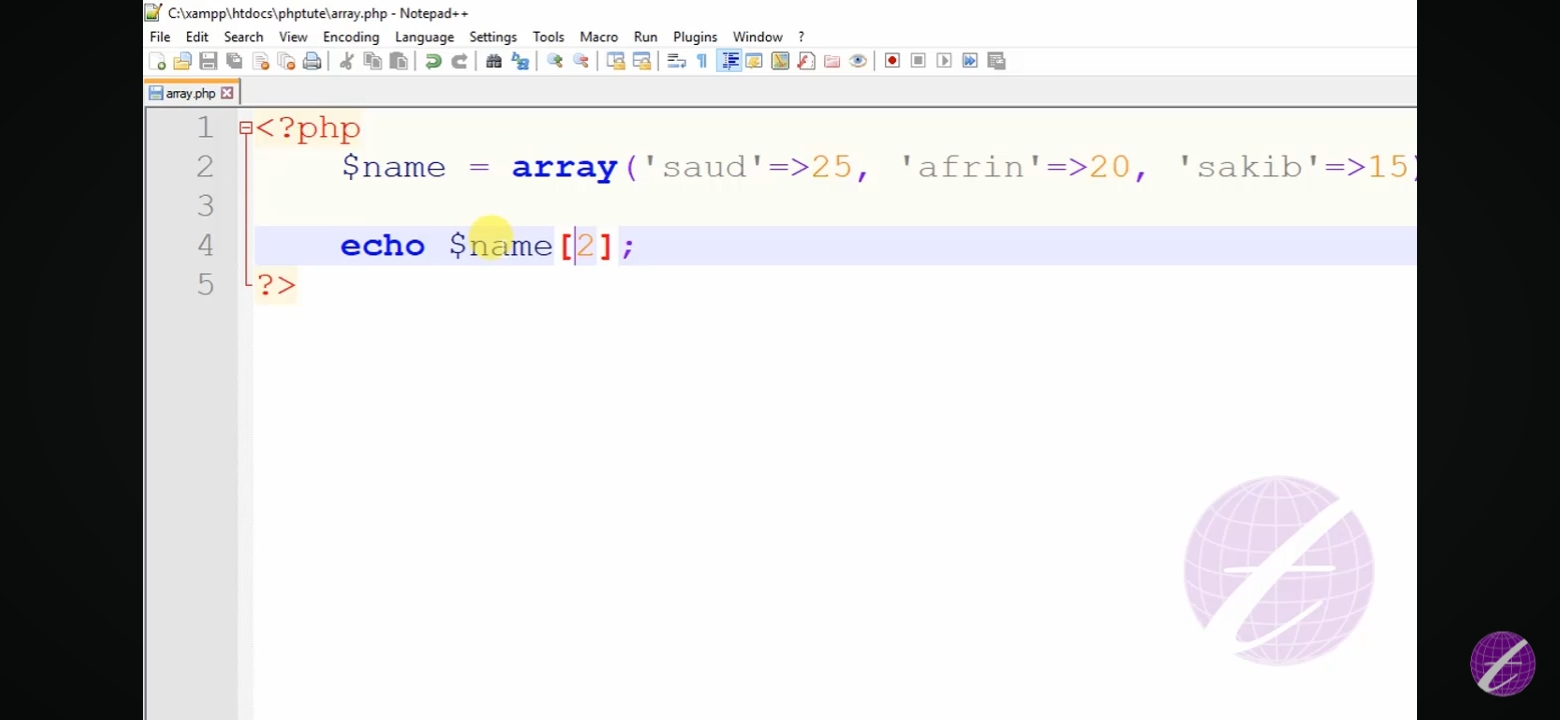 C:\xampp\htdocs\phptute\array.php - Notepad++
File Edit Search View Encoding Language Settings Tools Macro Run Plugins Window ?
array.php
1 <?php
2 $name = array('saud'=>25, 'afrin'=>20, 'sakib'=>15)
3
4 echo $name[2];
5 ?>